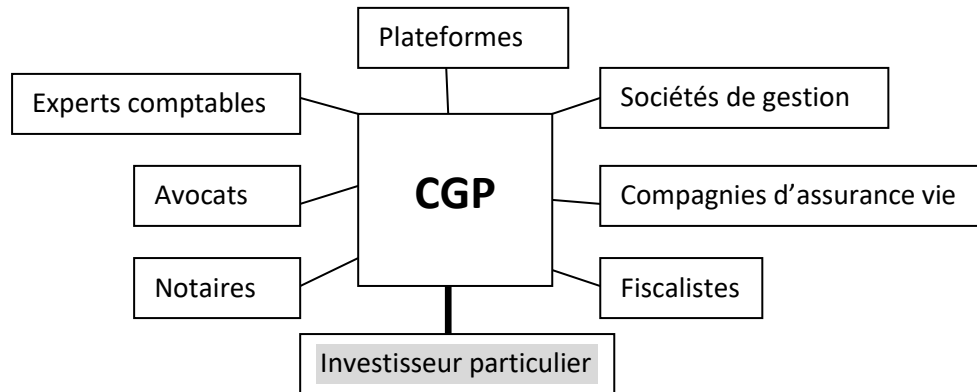 Plateformes
Experts comptables
Sociétés de gestion
CGP
Avocats
Compagnies d’assurance vie
Notaires
Fiscalistes
Investisseur particulier